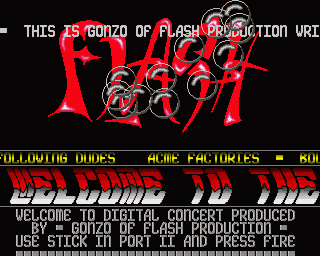 =  THIS IS GONZO OF FLASH PRODUCTION WRI
FLASH
FOLLOWING DUDES    ACME FACTORIES  =  BOU
WELCOME TO THE
WELCOME TO DIGITAL CONCERT PRODUCED
BY = GONZO OF FLASH PRODUCTION =
USE STICK IN PORT II AND PRESS FIRE